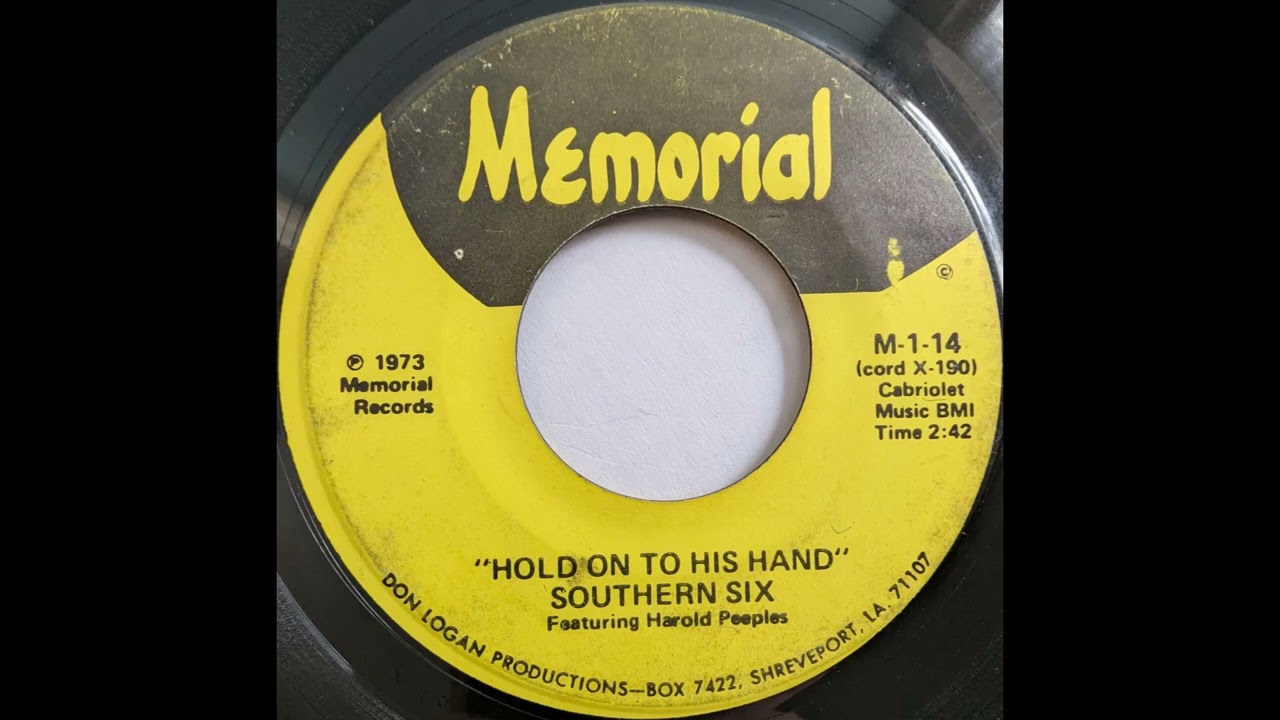 Memorial
©
℗ 1973
Memorial
Records
M-1-14
(cord X-190)
Cabriolet
Music BMI
Time 2:42
"HOLD ON TO HIS HAND"
SOUTHERN SIX
Featuring Harold Peeples
DON LOGAN PRODUCTIONS—BOX 7422, SHREVEPORT, LA, 71107